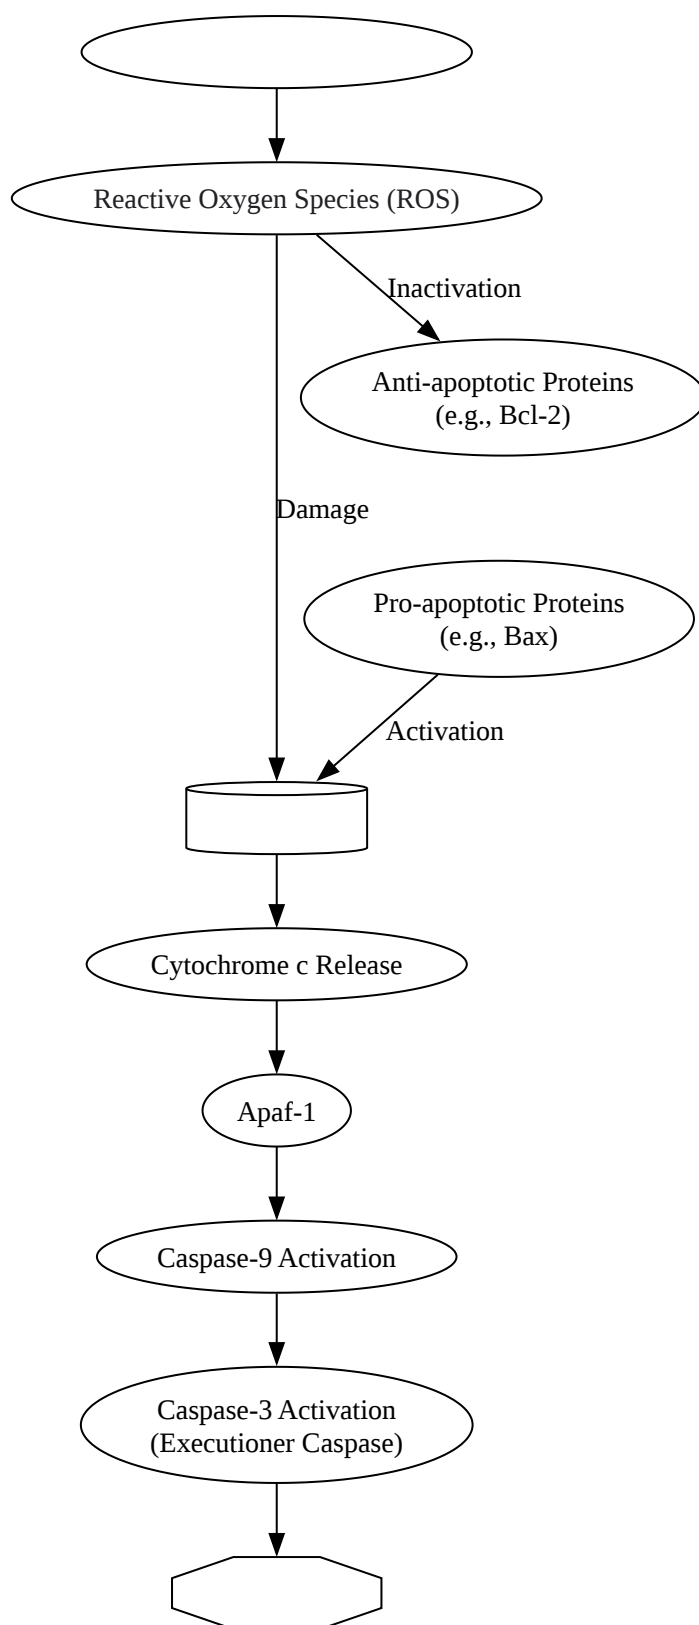 Reactive Oxygen Species (ROS)
Inactivation
Anti-apoptotic Proteins
(e.g., Bcl-2)
Damage
Pro-apoptotic Proteins
(e.g., Bax)
Activation
Cytochrome c Release
Apaf-1
Caspase-9 Activation
Caspase-3 Activation
(Executioner Caspase)